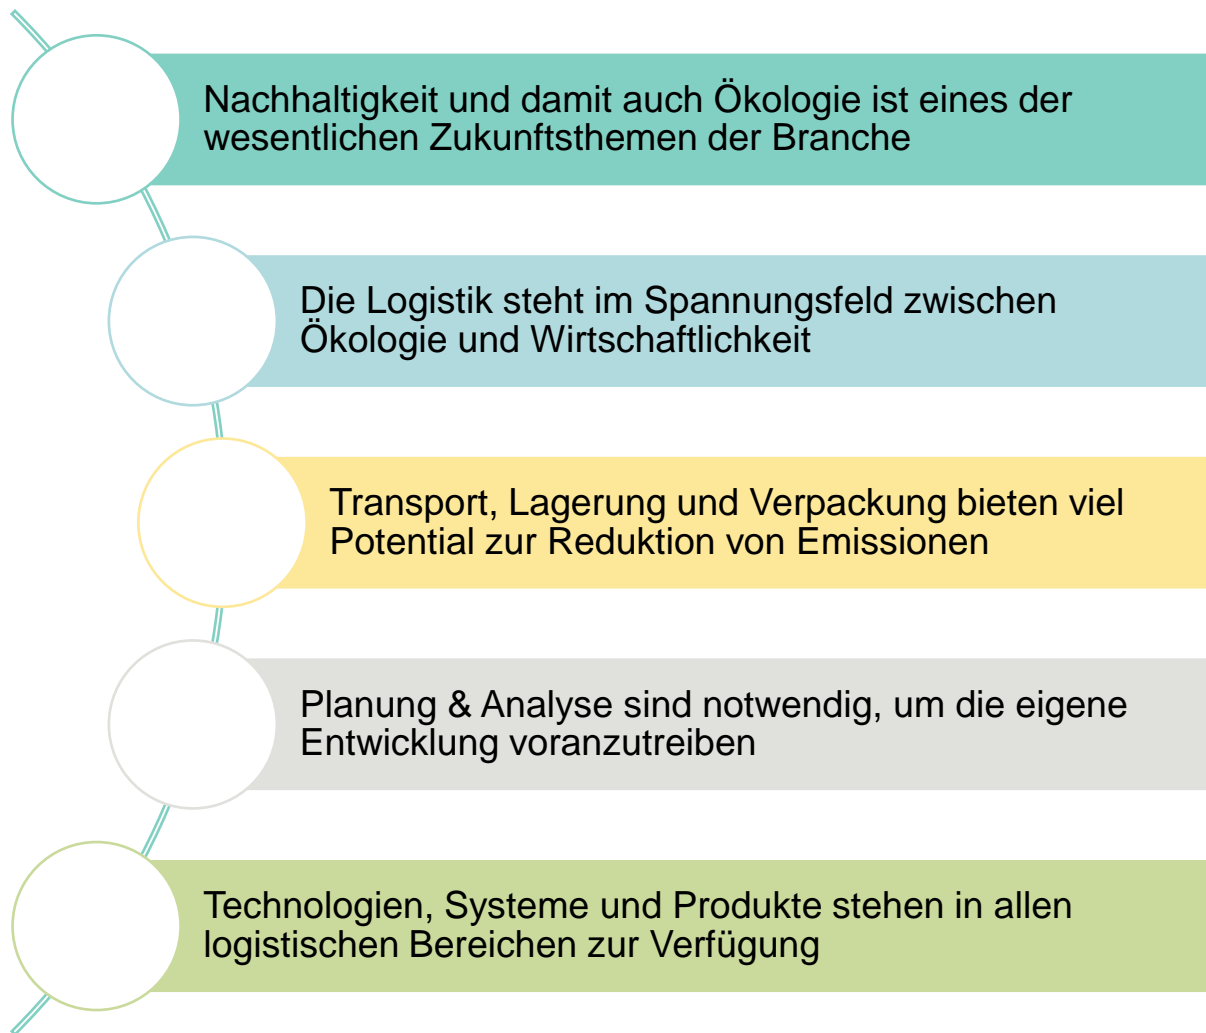 Nachhaltigkeit und damit auch Ökologie ist eines der
wesentlichen Zukunftsthemen der Branche
Die Logistik steht im Spannungsfeld zwischen
Ökologie und Wirtschaftlichkeit
Transport, Lagerung und Verpackung bieten viel
Potential zur Reduktion von Emissionen
Planung & Analyse sind notwendig, um die eigene
Entwicklung voranzutreiben
Technologien, Systeme und Produkte stehen in allen
logistischen Bereichen zur Verfügung